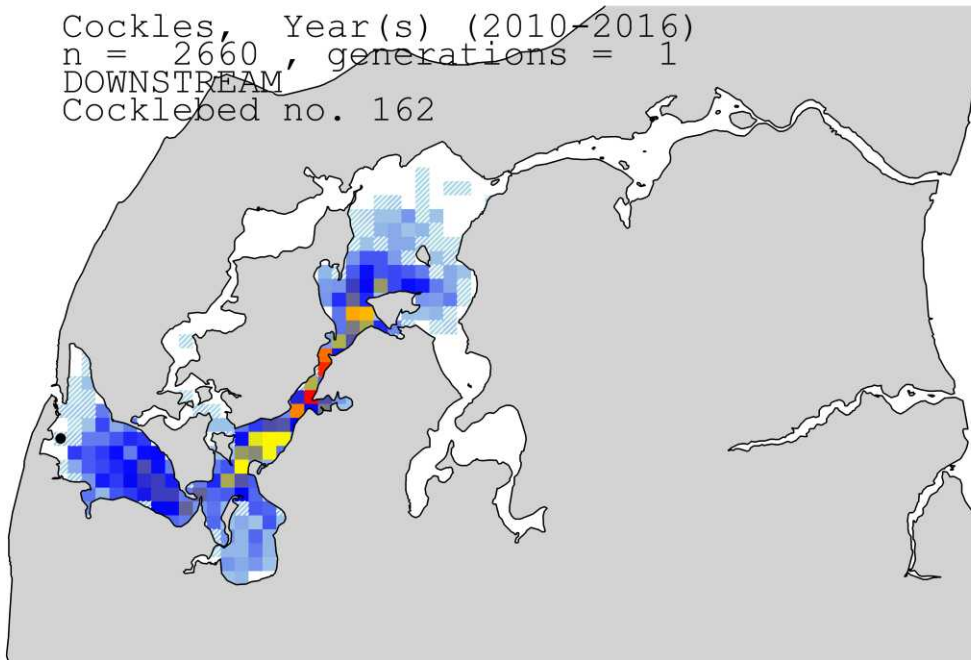 Cockles, Year(s) (2010-2016)
n = 2660 , generations = 1
DOWNSTREAM
Cocklebed no. 162